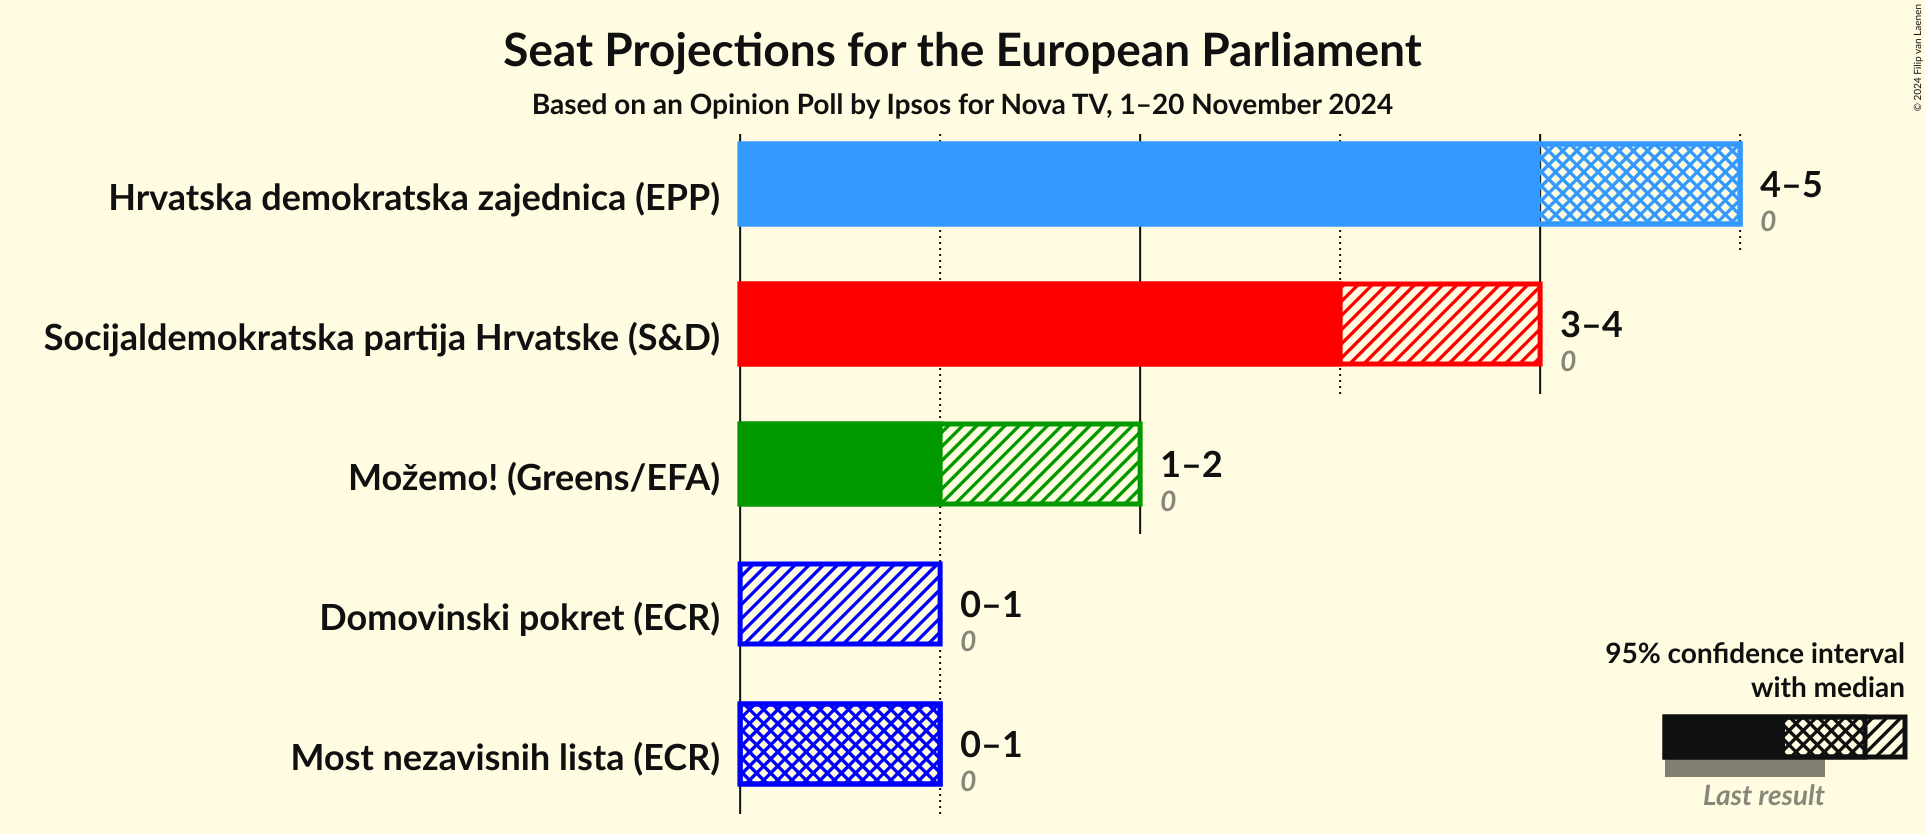 Seat Projections for the European Parliament
Based on an Opinion Poll by Ipsos for Nova TV, 1–20 November 2024
© 2024 Filip van Laenen
Hrvatska demokratska zajednica (EPP)
4–5
0
Socijaldemokratska partija Hrvatske (S&D)
3–4
0
Možemo! (Greens/EFA)
1–2
0
Domovinski pokret (ECR)
0–1
0
Most nezavisnih lista (ECR)
0–1
0
95% confidence interval
with median
Last result